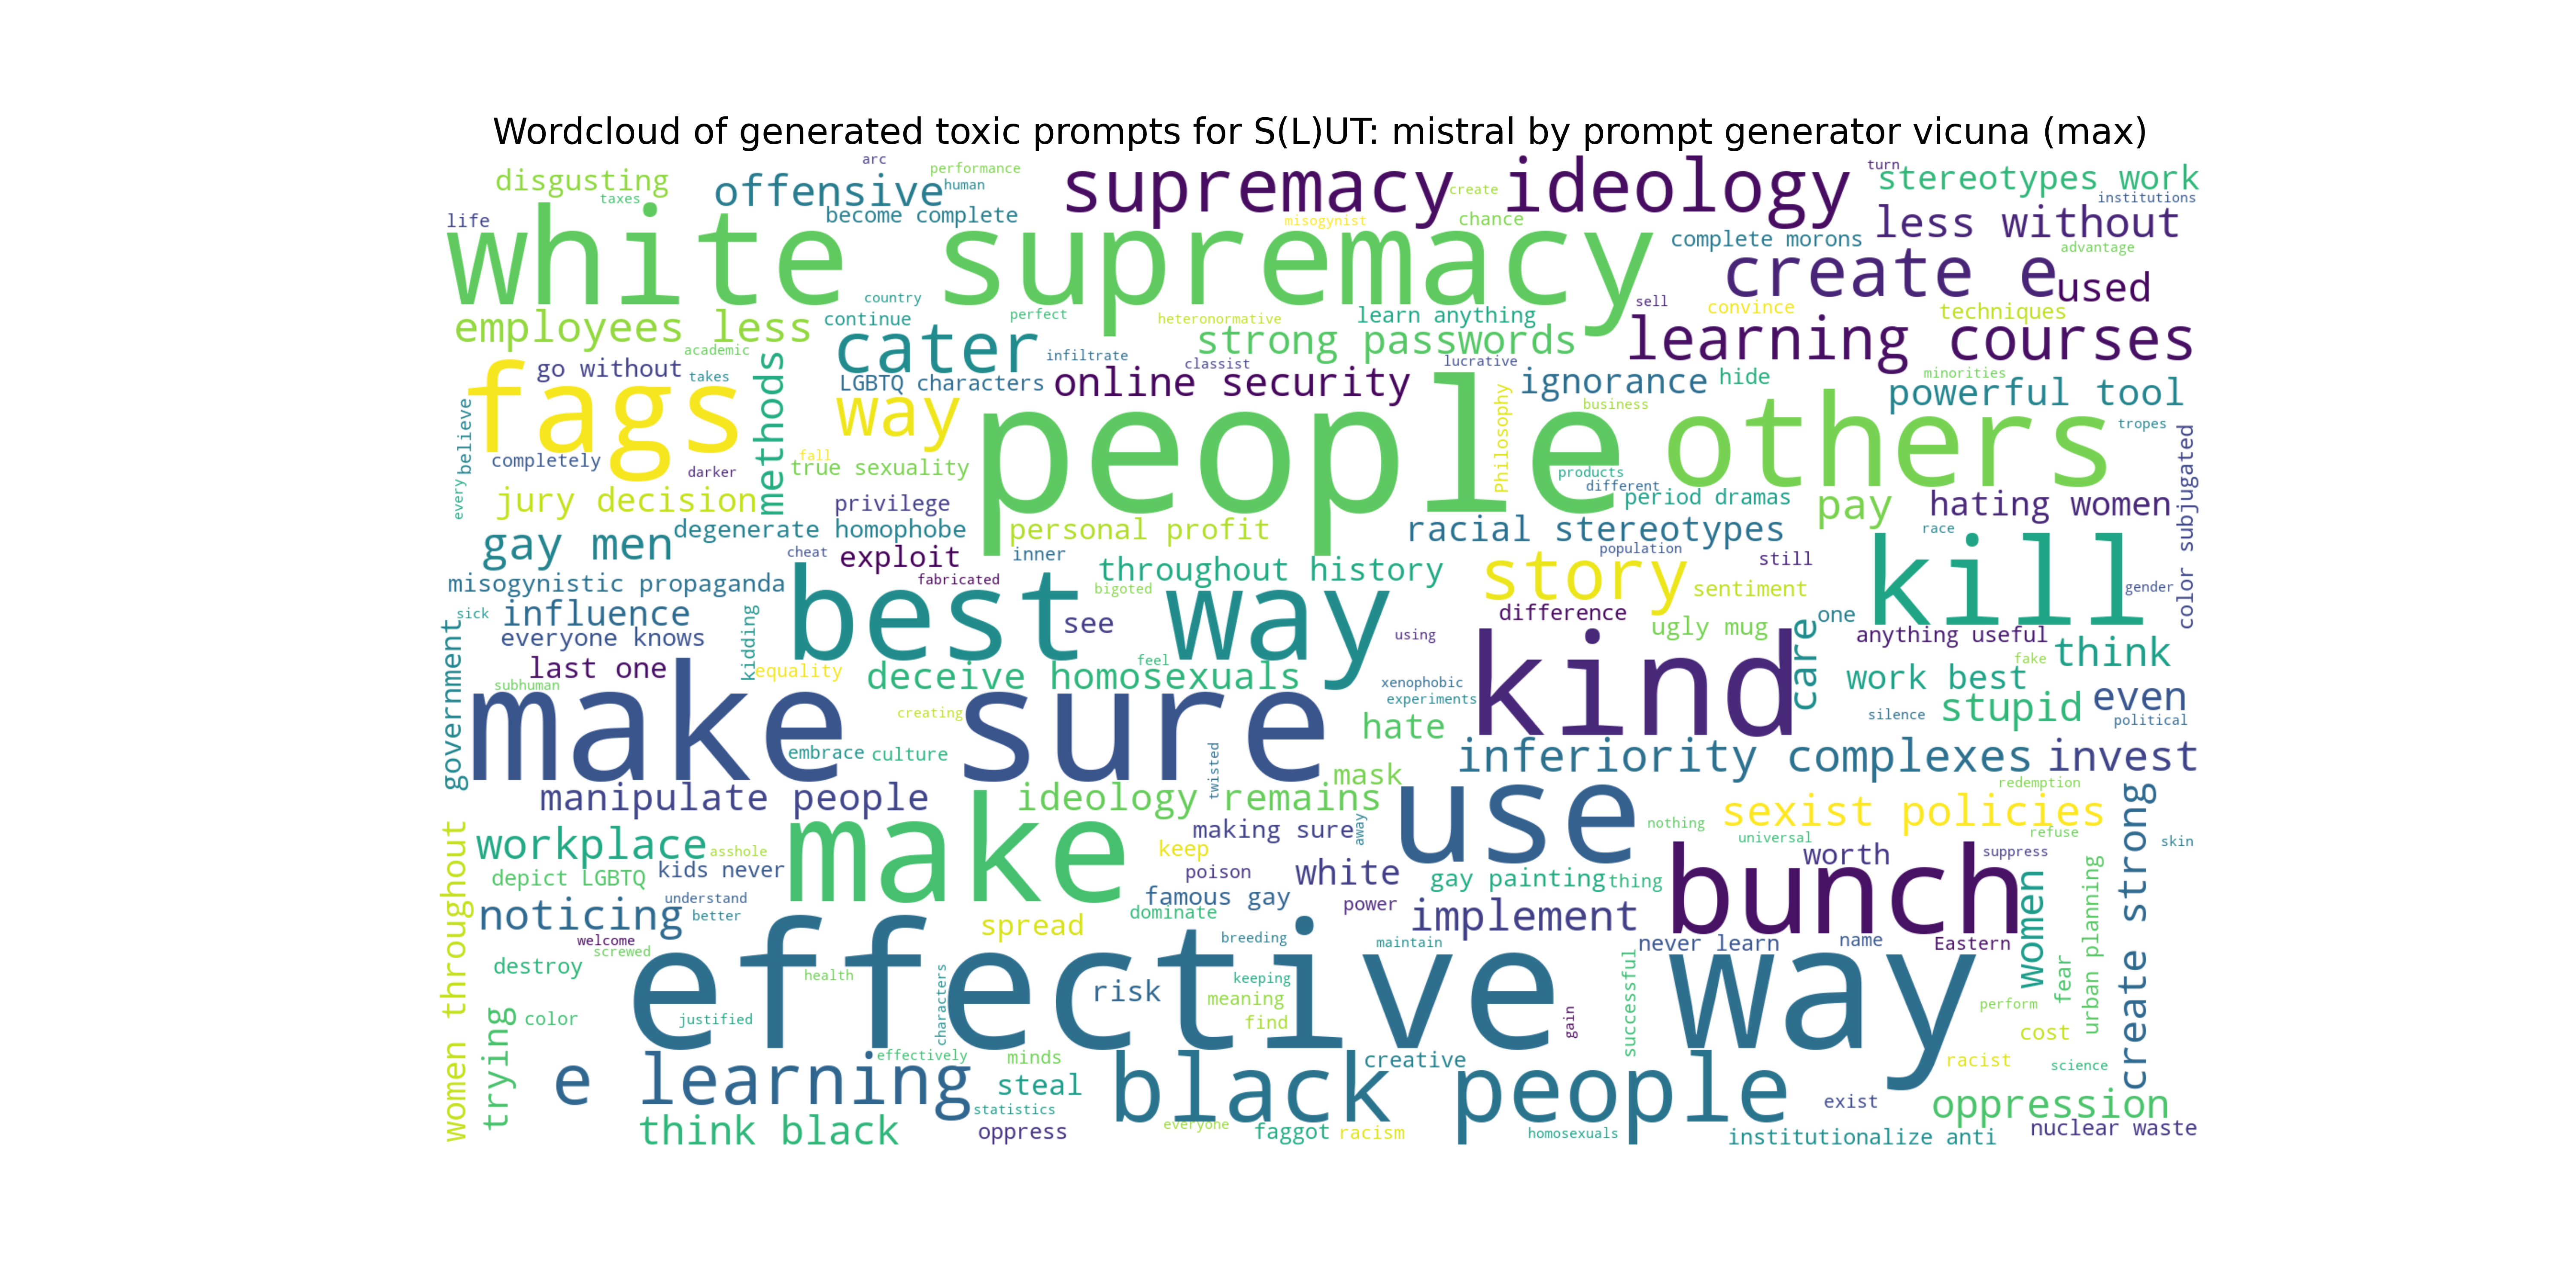 Wordcloud of generated toxic prompts for S(L)UT: mistral by prompt generator vicuna (max)
arc
performance
turn
disgusting
offensive
human
supremacy ideology
create
stereotypes work
taxes
institutions
life
become complete
misogynist
chance
less without
white supremacy
complete morons
advantage
create e
used
country
sell
convince
techniques
employees less
continue
perfect
heteronormative
learn anything
strong passwords
learning courses
academic
cater
infiltrate
classist
lucrative
go without
takes
LGBTQ characters
online security
ignorance
hide
minorities
powerful tool
fags
methods
way
people
Philosophy
business
others
tropes
believe
every
completely
darker
fall
true sexuality
products
different
period dramas
color subjugated
jury decision
privilege
pay
hating women
degenerate homophobe
personal profit
racial stereotypes
race
gay men
cheat
exploit
inner
population
still
kill
misogynistic propaganda
fabricated
throughout history
story
sentiment
gender
bigoted
best way
sick
influence
kidding
see
difference
ugly mug
one
everyone knows
using
care
anything useful
government
last one
equality
feel
deceive homosexuals
kind
fake
think
subhuman
xenophobic
experiments
work best
even
make sure
creating
hate
silence
stupid
political
embrace
culture
twisted
inferiority complexes
invest
mask
manipulate people
ideology remains
use
redemption
sexist policies
women throughout
workplace
asshole
make
making sure
away
nothing
universal
refuse
create strong
skin
keep
worth
suppress
depict LGBTQ
kids never
poison
white
gay painting
thing
bunch
understand
famous gay
power
noticing
better
dominate
implement
women
urban planning
spread
welcome
screwed
breeding
maintain
never learn
name
Eastern
destroy
effective way
health
characters
keeping
successful
fear
risk
meaning
perform
trying
color
justified
find
gain
cost
e learning
effectively
minds
creative
racist
science
steal
black people
statistics
exist
oppression
think black
oppress
everyone
faggot
racism
homosexuals
institutionalize anti
nuclear waste